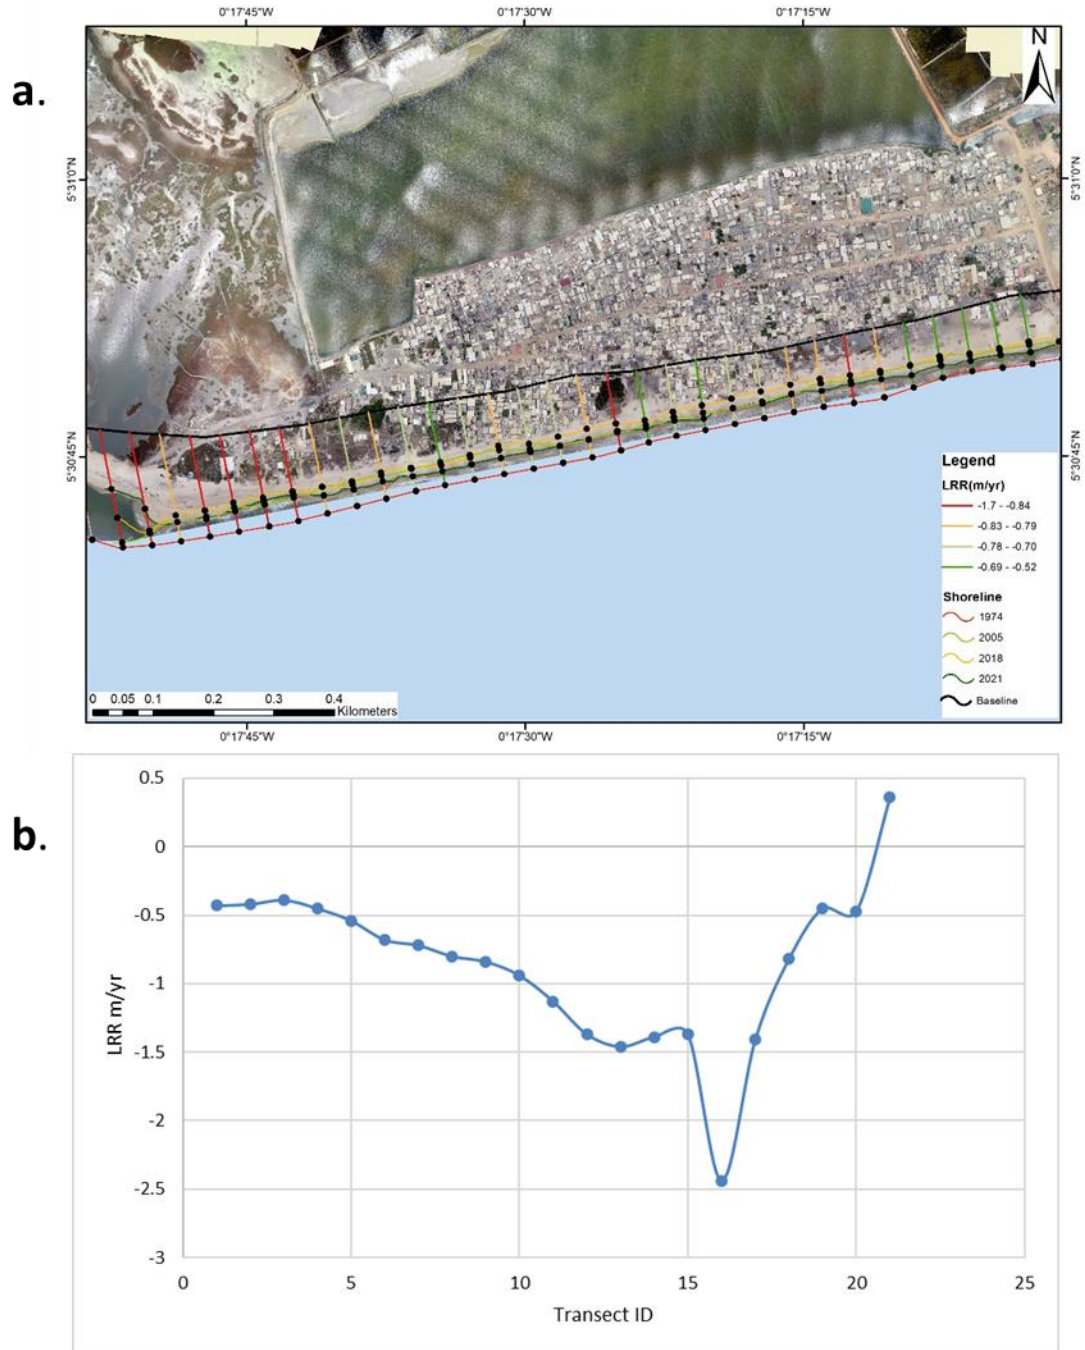 a.
0°17'45"W 0°17'30"W 0°17'15"W
N
5°31'0"N 5°31'0"N
5°30'45"N 5°30'45"N
Legend
LRR(m/yr)
-1.7 - -0.84
-0.83 - -0.79
-0.78 - -0.70
-0.69 - -0.52
Shoreline
1974
2005
2018
2021
Baseline
0 0.05 0.1 0.2 0.3 0.4
Kilometers
0°17'45"W 0°17'30"W 0°17'15"W
b.
0.5
0
-0.5
-1
-1.5
-2
-2.5
-3
LRR m/yr
0 5 10 15 20 25
Transect ID